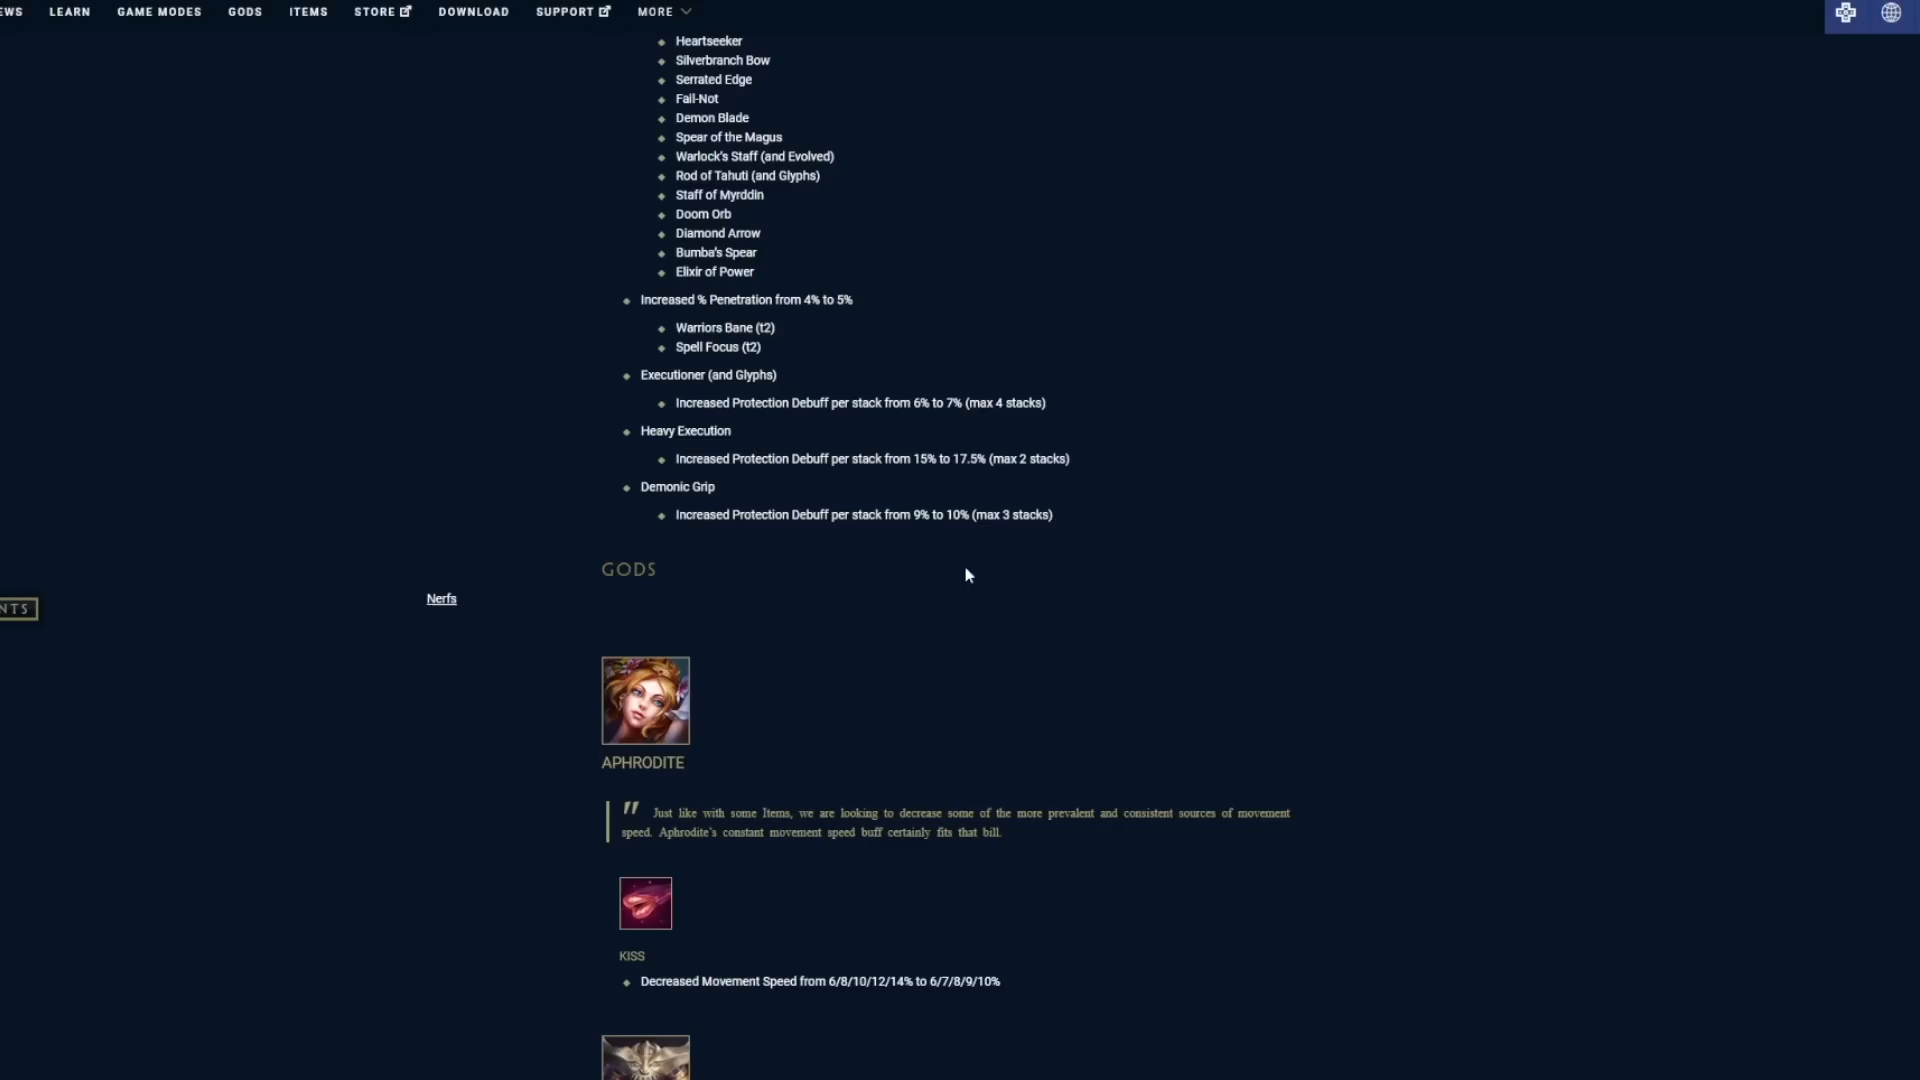 EWS LEARN GAME MODES GODS ITEMS STORE DOWNLOAD SUPPORT MORE
Heartseeker
Silverbranch Bow
Serrated Edge
Fail-Not
Demon Blade
Spear of the Magus
Warlock's Staff (and Evolved)
Rod of Tahuti (and Glyphs)
Staff of Myrddin
Doom Orb
Diamond Arrow
Bumba's Spear
Elixir of Power
Increased % Penetration from 4% to 5%
Warriors Bane (t2)
Spell Focus (t2)
Executioner (and Glyphs)
Increased Protection Debuff per stack from 6% to 7% (max 4 stacks)
Heavy Execution
Increased Protection Debuff per stack from 15% to 17.5% (max 2 stacks)
Demonic Grip
Increased Protection Debuff per stack from 9% to 10% (max 3 stacks)
GODS
Nerfs
NTS
APHRODITE
" Just like with some Items, we are looking to decrease some of the more prevalent and consistent sources of movement
speed. Aphrodite's constant movement speed buff certainly fits that bill.
KISS
Decreased Movement Speed from 6/8/10/12/14% to 6/7/8/9/10%